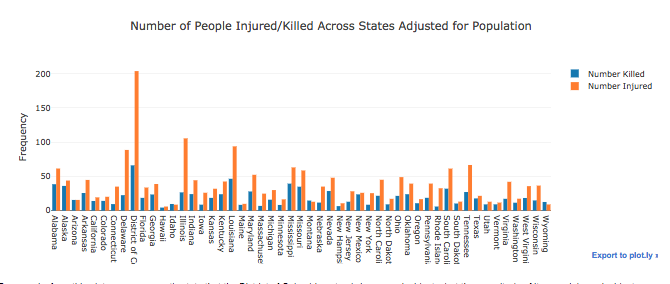 Number of People Injured/Killed Across States Adjusted for Population
Number Killed
Number Injured
Frequency
200
150
100
50
0
Alabama
Alaska
Arizona
Arkansas
California
Colorado
Connecticut
Delaware
District of Co
Florida
Georgia
Hawaii
Idaho
Illinois
Indiana
Iowa
Kansas
Kentucky
Louisiana
Maine
Maryland
Massachuse
Michigan
Minnesota
Mississippi
Missouri
Montana
Nebraska
Nevada
New Hamps
New Jersey
New Mexico
New York
North Caroli
North Dakot
Ohio
Oklahoma
Oregon
Pennsylvani
Rhode Islan
South Caroli
South Dakot
Tennessee
Texas
Utah
Vermont
Virginia
Washington
West Virgini
Wisconsin
Wyoming
Export to plot.ly